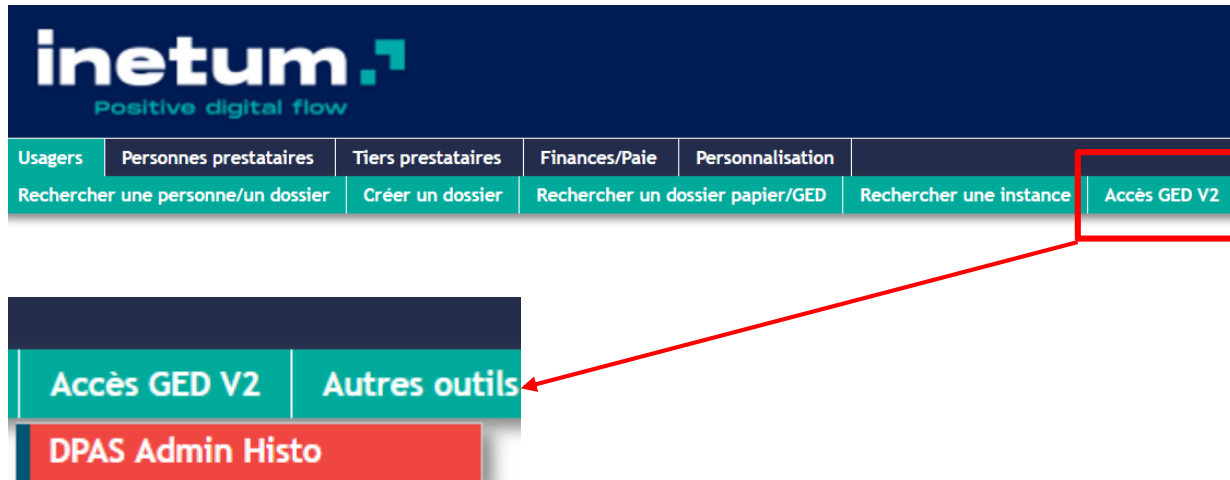 inetum
Positive digital flow
Usagers Personnes prestataires Tiers prestataires Finances/Paie Personnalisation
Rechercher une personne/un dossier Créer un dossier Rechercher un dossier papier/GED Rechercher une instance Accès GED V2
Accès GED V2 Autres outils
DPAS Admin Histo